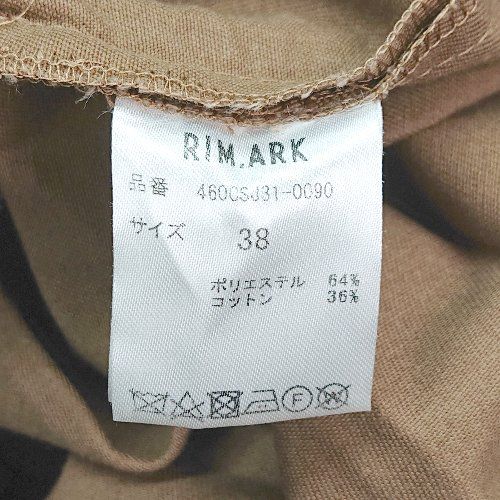 RIM.ARK
品番 460CSJ31-0090
サイズ 38
ポリエステル 64%
コットン 36%
F W